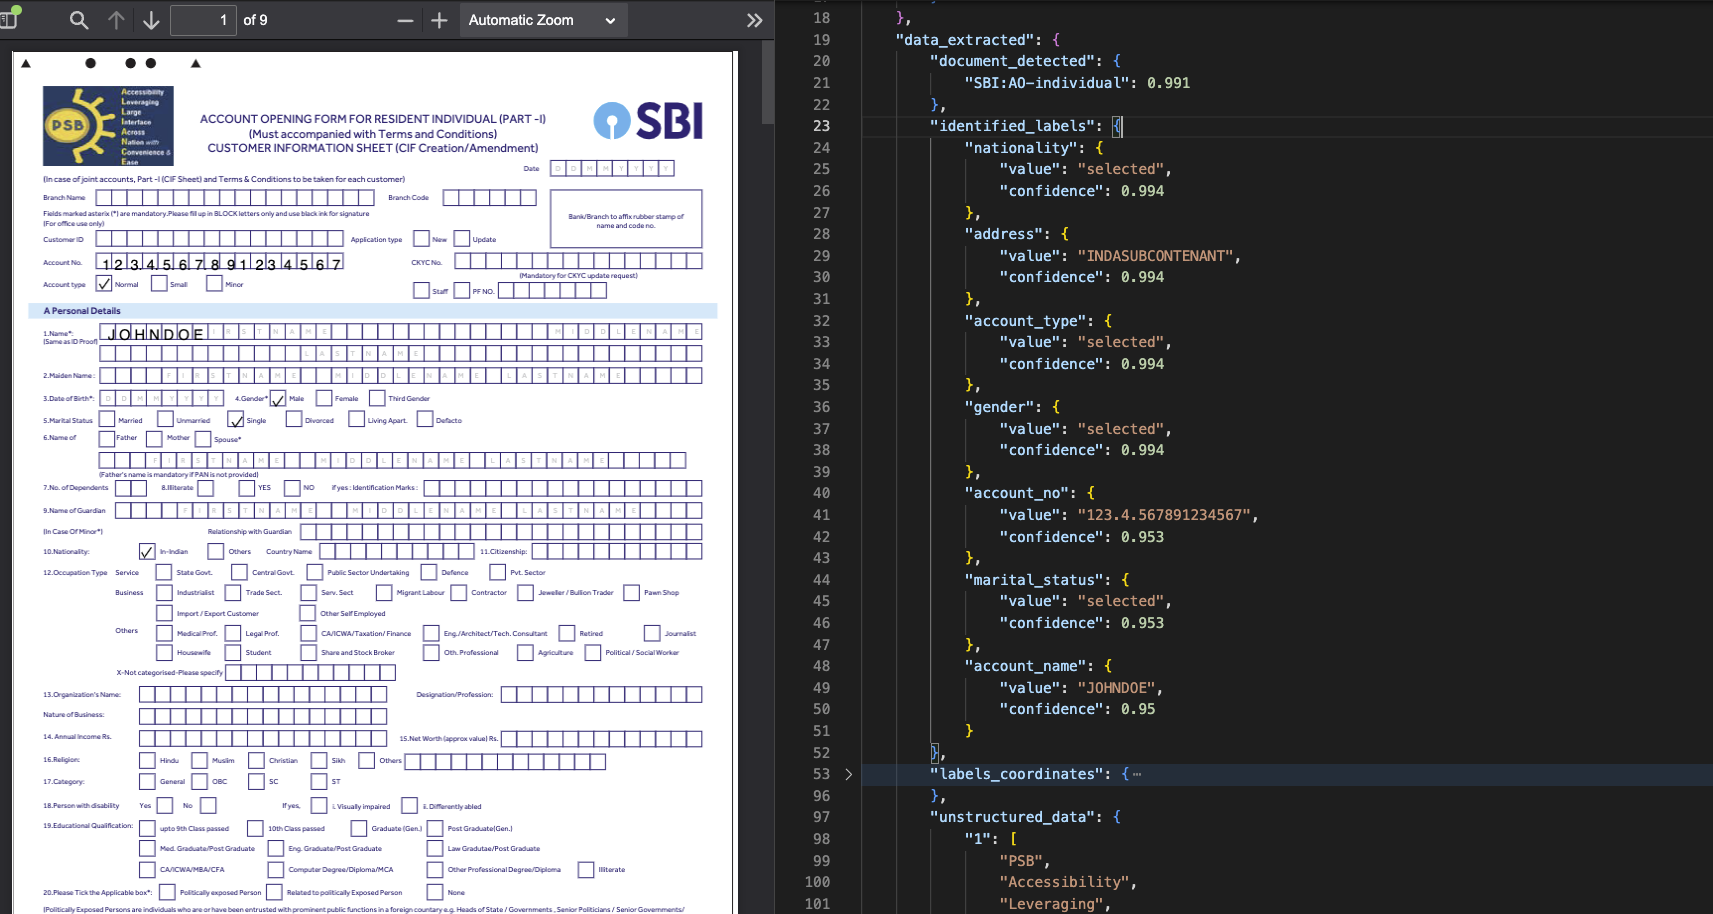 1 of 9 Automatic Zoom
PSB
Accessibility
Leveraging
Large
Interface
Across
Nation with
Convenience &
Ease
ACCOUNT OPENING FORM FOR RESIDENT INDIVIDUAL (PART -I)
(Must accompanied with Terms and Conditions)
CUSTOMER INFORMATION SHEET (CIF Creation/Amendment)
SBI
Date D D M M Y Y Y Y
(In case of joint accounts, Part -I (CIF Sheet) and Terms & Conditions to be taken for each customer)
Branch Name Branch Code
Fields marked asterix (*) are mandatory.Please fill up in BLOCK letters only and use black ink for signature
(For office use only)
Bank/Branch to affix rubber stamp of
name and code no.
Customer ID Application type New Update
Account No. 1 2 3. 4. 5. 6. 7. 8 9 1 2 3 4 5 6 7 CKYC No.
(Mandatory for CKYC update request)
Account type Normal Small Minor Staff PF NO.
A Personal Details
1.Name*: J O H N D O E I R S T N A M E M I D D L E N A M E
(Same as ID Proof)
L A S T N A M E
2.Maiden Name : F I R S T N A M E M I D D L E N A M E L A S T N A M E
3.Date of Birth*: D D M M Y Y Y Y 4.Gender* Male Female Third Gender
5.Marital Status Married Unmarried Single Divorced Living Apart. Defacto
6.Name of Father Mother Spouse*
F I R S T N A M E M I D D L E N A M E L A S T N A M E
(Father's name is mandatory if PAN is not provided)
7.No. of Dependents 8.Illiterate YES NO If yes : Identification Marks :
9.Name of Guardian F I R S T N A M E M I D D L E N A M E L A S T N A M E
(In Case Of Minor*) Relationship with Guardian
10.Nationality: In-Indian Others Country Name 11.Citizenship:
12.Occupation Type Service State Govt. Central Govt. Public Sector Undertaking Defence Pvt. Sector
Business Industrialist Trade Sect. Serv. Sect Migrant Labour Contractor Jeweller / Bullion Trader Pawn Shop
Import / Export Customer Other Self Employed
Others Medical Prof. Legal Prof. CA/ICWA/Taxation/ Finance Eng./Architect/Tech. Consultant Retired Journalist
Housewife Student Share and Stock Broker Oth. Professional Agriculture Political / Social Worker
X-Not categorised-Please specify
13.Organization's Name: Designation/Profession:
Nature of Business:
14. Annual Income Rs. 15.Net Worth (approx value) Rs.
16.Religion: Hindu Muslim Christian Sikh Others
17.Category: General OBC SC ST
18.Person with disability Yes No If yes, i. Visually impaired ii. Differently abled
19.Educational Qualification: upto 9th Class passed 10th Class passed Graduate (Gen.) Post Graduate(Gen.)
Med. Graduate/Post Graduate Eng. Graduate/Post Graduate Law Gradutae/Post Graduate
CA/ICWA/MBA/CFA Computer Degree/Diploma/MCA Other Professional Degree/Diploma Illiterate
20.Please Tick the Applicable box*: Politically exposed Person Related to politically Exposed Person None
(Politically Exposed Persons are individuals who are or have been entrusted with prominent public functions in a foreign country e.g. Heads of State / Governments , Senior Politicians / Senior Governments/
18 },
19 "data_extracted": {
20 "document_detected": {
21 "SBI:AO-individual": 0.991
22 },
23 "identified_labels": {
24 "nationality": {
25 "value": "selected",
26 "confidence": 0.994
27 },
28 "address": {
29 "value": "INDASUBCONTENANT",
30 "confidence": 0.994
31 },
32 "account_type": {
33 "value": "selected",
34 "confidence": 0.994
35 },
36 "gender": {
37 "value": "selected",
38 "confidence": 0.994
39 },
40 "account_no": {
41 "value": "123.4.567891234567",
42 "confidence": 0.953
43 },
44 "marital_status": {
45 "value": "selected",
46 "confidence": 0.953
47 },
48 "account_name": {
49 "value": "JOHNDOE",
50 "confidence": 0.95
51 }
52 },
53 "labels_coordinates": { ⋯
96 },
97 "unstructured_data": {
98 "1": [
99 "PSB",
100 "Accessibility",
101 "Leveraging",